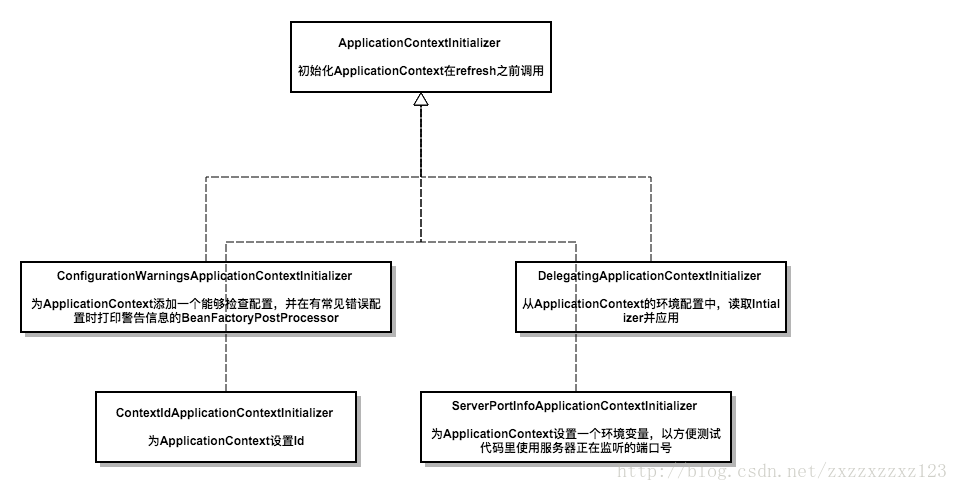 ApplicationContextInitializer
初始化ApplicationContext在refresh之前调用
ConfigurationWarningsApplicationContextInitializer
为ApplicationContext添加一个能够检查配置，并在有常见错误配
置时打印警告信息的BeanFactoryPostProcessor
DelegatingApplicationContextInitializer
从ApplicationContext的环境配置中，读取Intial
izer并应用
ContextIdApplicationContextInitializer
为ApplicationContext设置Id
ServerPortInfoApplicationContextInitializer
为ApplicationContext设置一个环境变量，以方便测试
代码里使用服务器正在监听的端口号
http://blog.csdn.net/zxzzxzzxz123